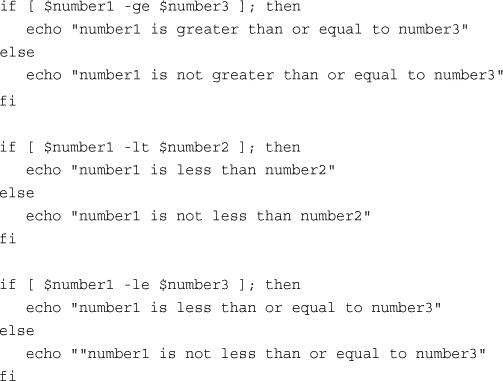 if [ $number1 -ge $number3 ]; then
   echo "number1 is greater than or equal to number3"
else
   echo "number1 is not greater than or equal to number3"
fi

if [ $number1 -lt $number2 ]; then
   echo "number1 is less than number2"
else
   echo "number1 is not less than number2"
fi

if [ $number1 -le $number3 ]; then
   echo "number1 is less than or equal to number3"
else
   echo ""number1 is not less than or equal to number3"
fi